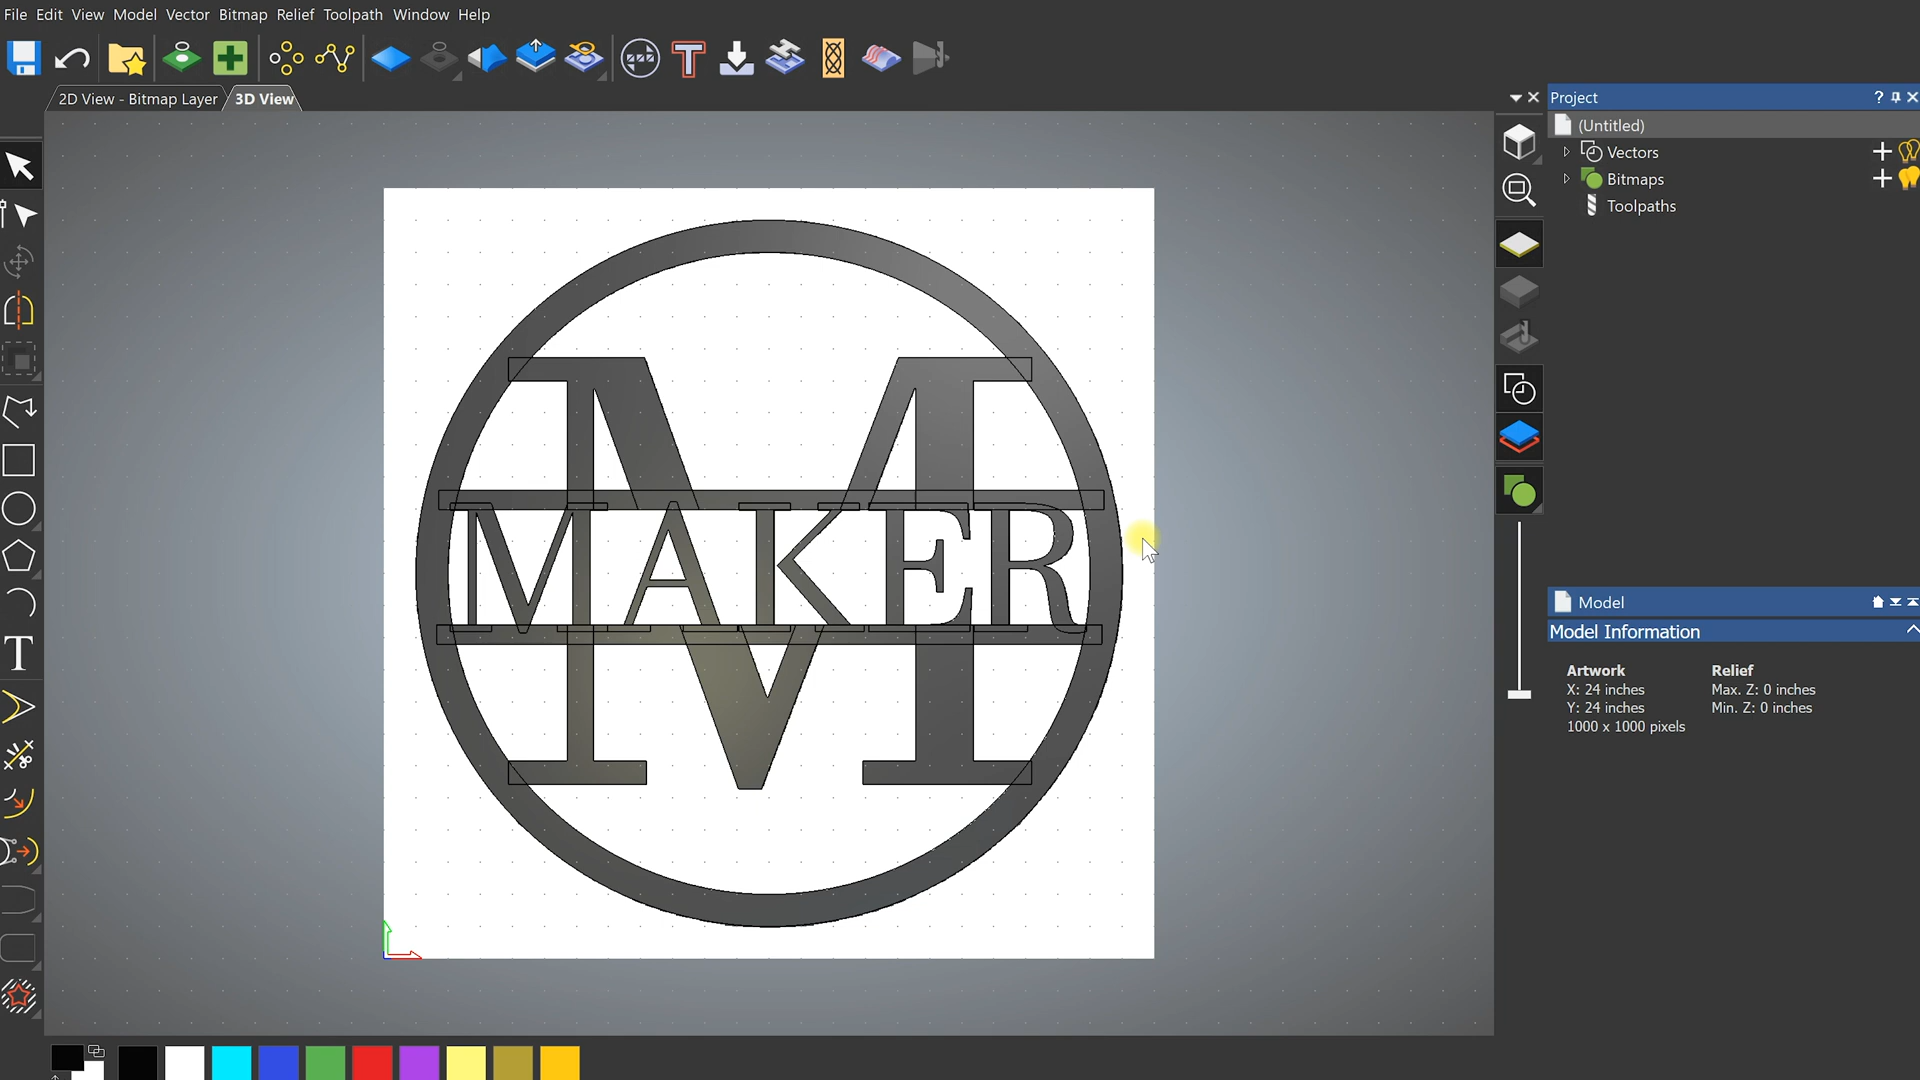 File Edit View Model Vector Bitmap Relief Toolpath Window Help
2D View - Bitmap Layer
3D View
Project
(Untitled)
Vectors
Bitmaps
Toolpaths
M
MAKER
Model
Model Information
Artwork
X: 24 inches
Y: 24 inches
1000 x 1000 pixels
Relief
Max. Z: 0 inches
Min. Z: 0 inches